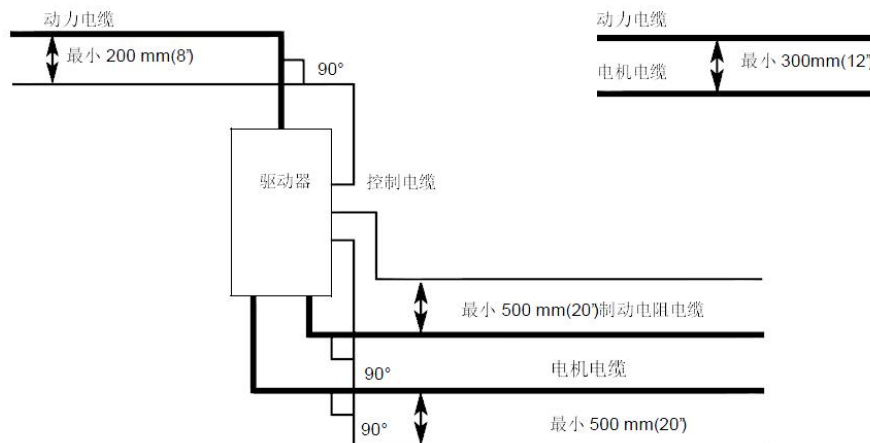 动力电缆
最小 200 mm(8')
90°
动力电缆
电机电缆
最小 300mm(12')
驱动器
控制电缆
最小 500 mm(20')制动电阻电缆
90°
电机电缆
90°
最小 500 mm(20')